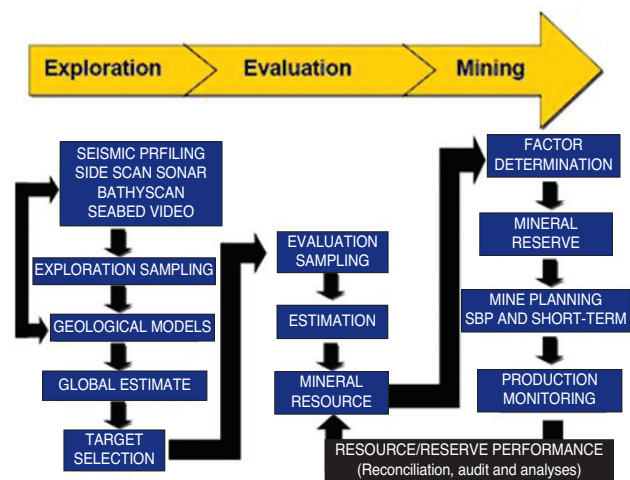 Exploration
Evaluation
Mining
SEISMIC PRFILING
SIDE SCAN SONAR
BATHYSCAN
SEABED VIDEO
EXPLORATION SAMPLING
GEOLOGICAL MODELS
GLOBAL ESTIMATE
TARGET
SELECTION
EVALUATION
SAMPLING
ESTIMATION
MINERAL
RESOURCE
FACTOR
DETERMINATION
MINERAL
RESERVE
MINE PLANNING
SBP AND SHORT-TERM
PRODUCTION
MONITORING
RESOURCE/RESERVE PERFORMANCE
(Reconciliation, audit and analyses)